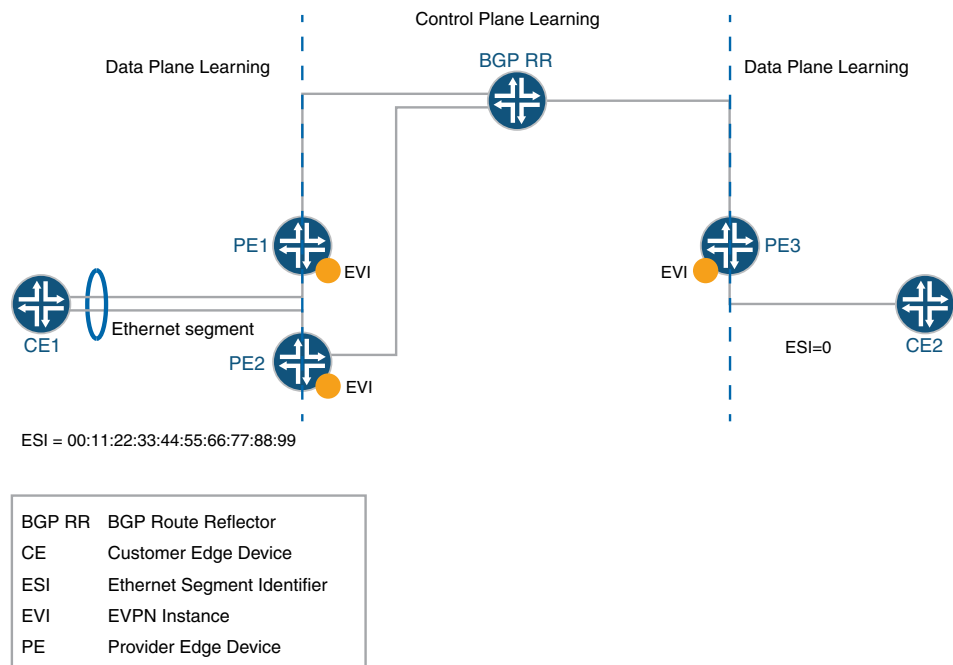 Control Plane Learning
Data Plane Learning
BGP RR
Data Plane Learning
PE1
EVI
PE3
EVI
Ethernet segment
CE1
PE2
EVI
ESI=0
CE2
ESI = 00:11:22:33:44:55:66:77:88:99
BGP RR BGP Route Reflector
CE Customer Edge Device
ESI Ethernet Segment Identifier
EVI EVPN Instance
PE Provider Edge Device